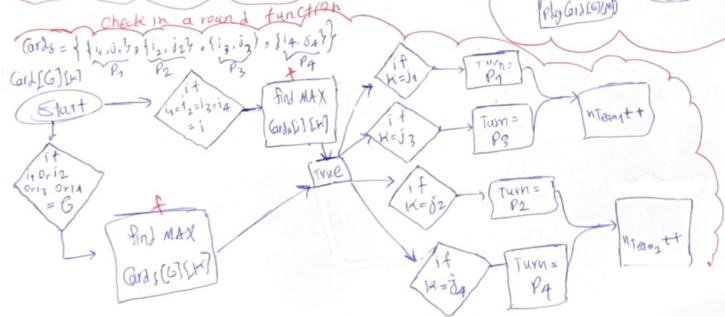 check in a round function
PlayCard[G][M]
Cards = { {i1, j1}, {i2, j2}, {i3, j3}, {i4, j4} }
P1 P2 P3 P4
Card[G][K]
Start
if
i1=i2=i3=i4
= i
f
find MAX
Cards[i][K]
if
i1 or i2
or i3 or i4
= G
f
find MAX
Cards[G][K]
True
if
K=j1
Turn=
P1
if
K=j3
Turn=
P3
nTeam1++
if
K=j2
Turn=
P2
if
K=j4
Turn=
P4
nTeam2++